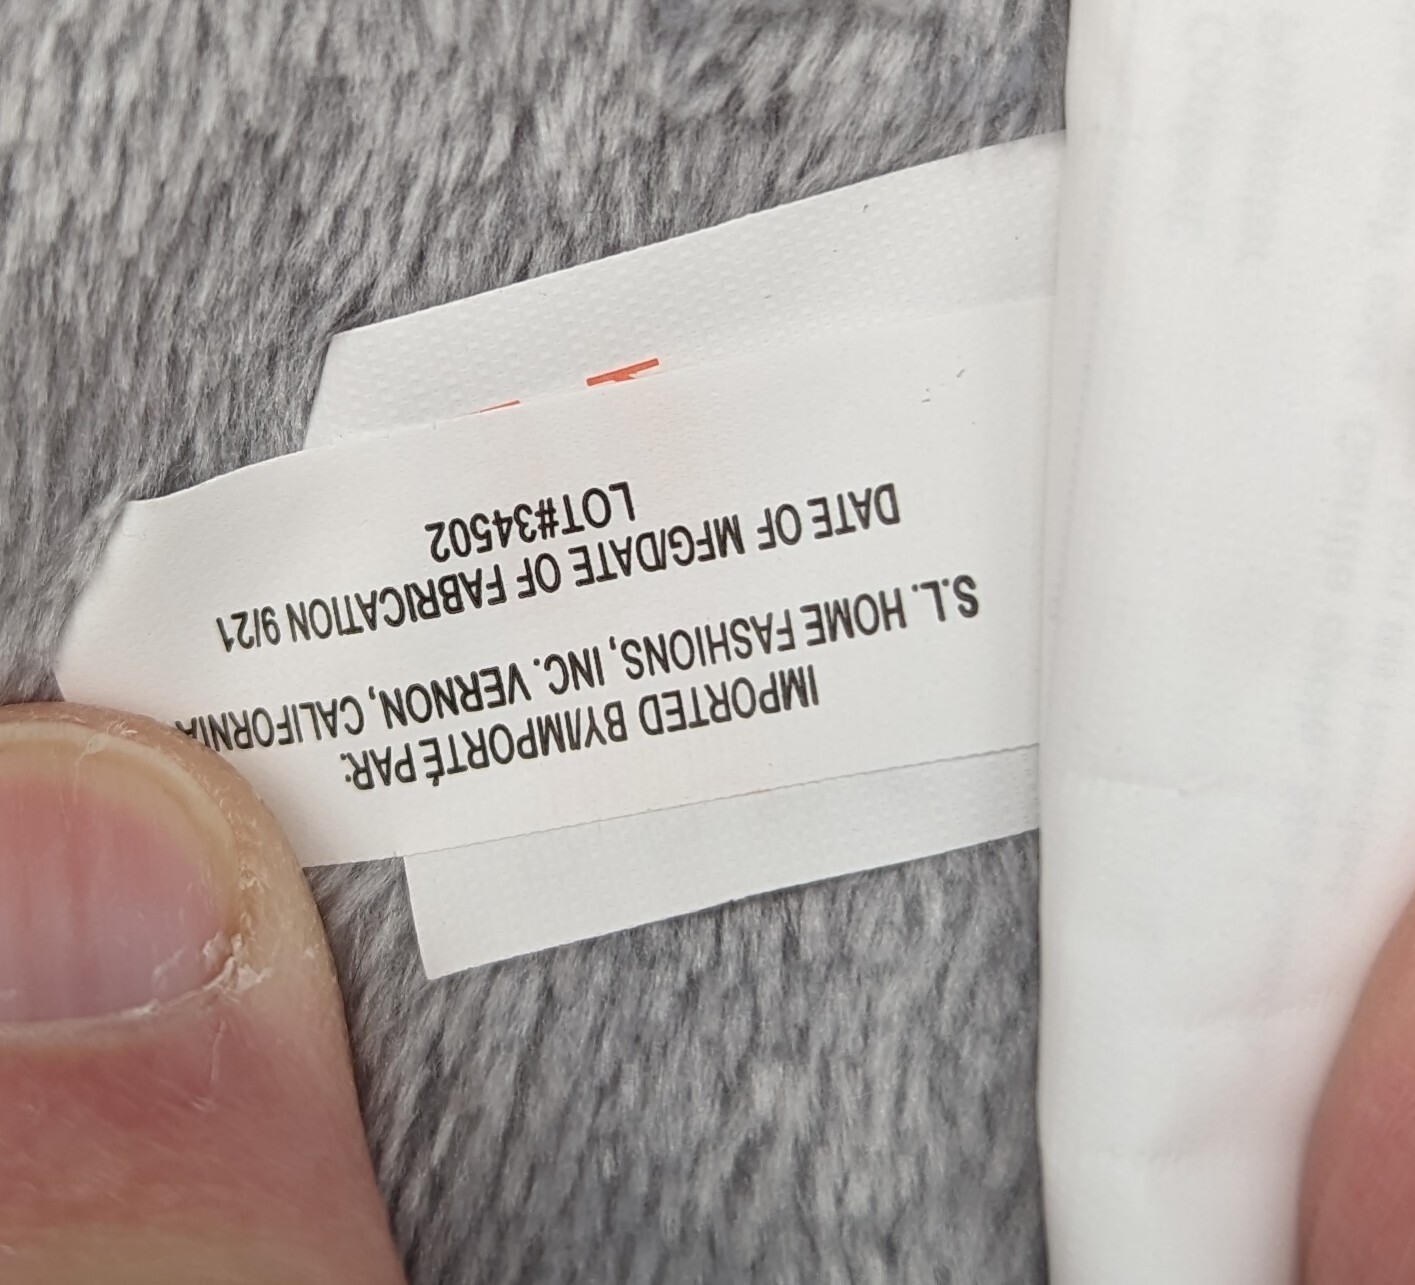 IMPORTED BY/IMPORTÉ PAR:
S.L. HOME FASHIONS, INC. VERNON, CALIFORNIA
DATE OF MFG/DATE OF FABRICATION 9/21
LOT#34502